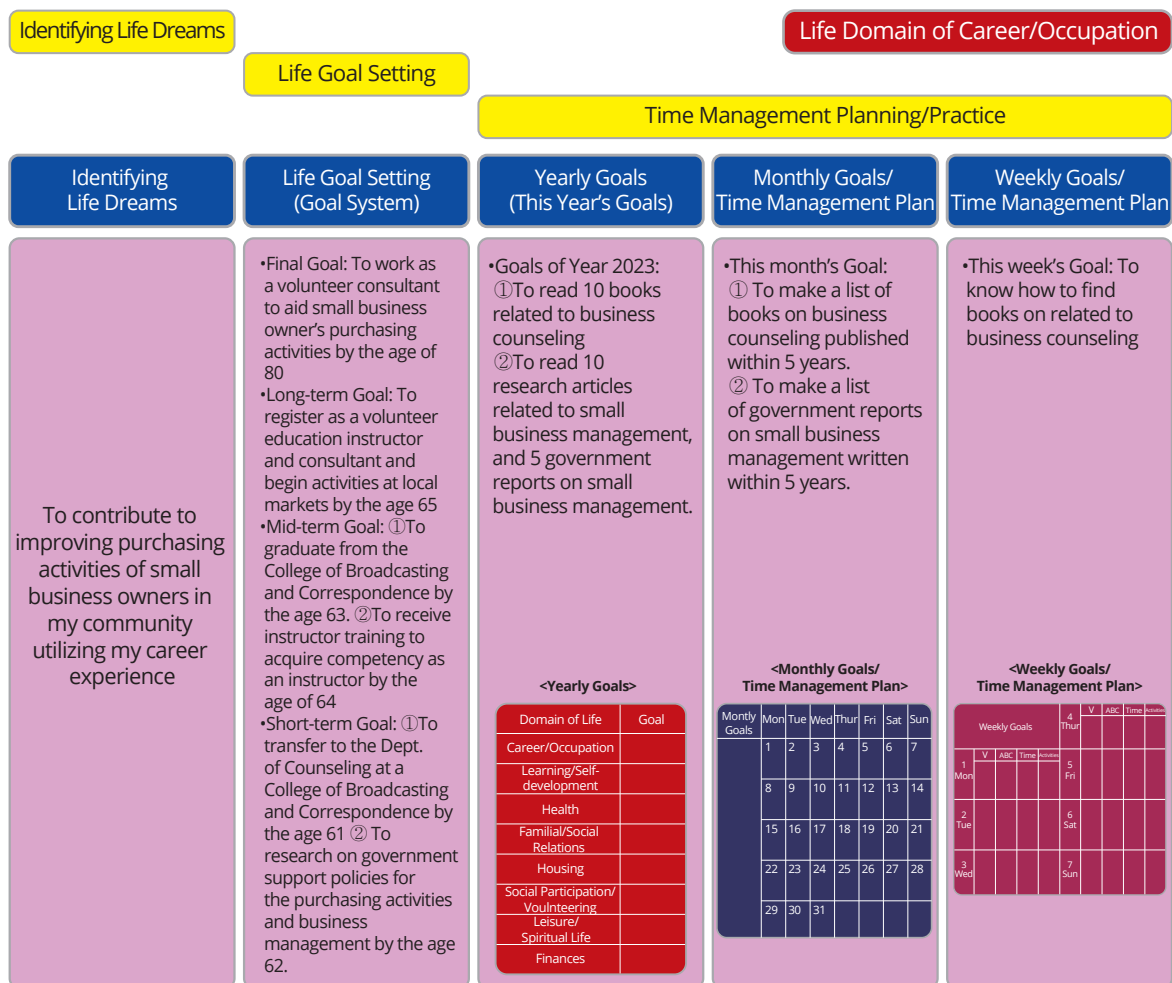 Identifying Life Dreams
Life Domain of Career/Occupation
Life Goal Setting
Time Management Planning/Practice
Identifying
Life Dreams
Life Goal Setting
(Goal System)
Yearly Goals
(This Year's Goals)
Monthly Goals/
Time Management Plan
Weekly Goals/
Time Management Plan
To contribute to
improving purchasing
activities of small
business owners in
my community
utilizing my career
experience
•Final Goal: To work as
a volunteer consultant
to aid small business
owner's purchasing
activities by the age of
80
•Long-term Goal: To
register as a volunteer
education instructor
and consultant and
begin activities at local
markets by the age 65
•Mid-term Goal: ①To
graduate from the
College of Broadcasting
and Correspondence by
the age 63. ②To receive
instructor training to
acquire competency as
an instructor by the
age of 64
•Short-term Goal: ①To
transfer to the Dept.
of Counseling at a
College of Broadcasting
and Correspondence by
the age 61 ② To
research on government
support policies for
the purchasing activities
and business
management by the age
62.
•Goals of Year 2023:
①To read 10 books
related to business
counseling
②To read 10
research articles
related to small
business management,
and 5 government
reports on small
business management.
<Yearly Goals>
Domain of Life Goal
Career/Occupation
Learning/Self-
development
Health
Familial/Social
Relations
Housing
Social Participation/
Voulnteering
Leisure/
Spiritual Life
Finances
•This month's Goal:
① To make a list of
books on business
counseling published
within 5 years.
② To make a list
of government reports
on small business
management written
within 5 years.
<Monthly Goals/
Time Management Plan>
Montly
Goals
Mon Tue Wed Thur Fri Sat Sun
1 2 3 4 5 6 7
8 9 10 11 12 13 14
15 16 17 18 19 20 21
22 23 24 25 26 27 28
29 30 31
•This week's Goal: To
know how to find
books on related to
business counseling
<Weekly Goals/
Time Management Plan>
Weekly Goals
4
Thur
V ABC Time Activities
V ABC Time Activities
1
Mon
5
Fri
2
Tue
6
Sat
3
Wed
7
Sun